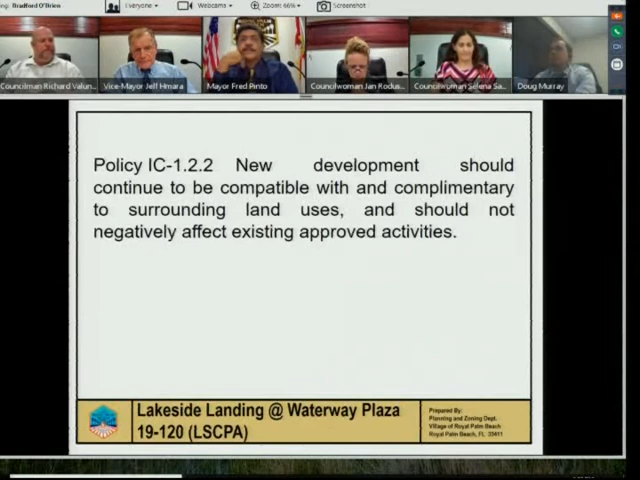 ng: Bradford O'Brien
Everyone
Webcams
Zoom: 66%
Screenshot
Councilman Richard Valun...
Vice-Mayor Jeff Hmara
Mayor Fred Pinto
Councilwoman Jan Rodus...
Councilwoman Selena Sa...
Doug Murray
Policy IC-1.2.2 New development should
continue to be compatible with and complimentary
to surrounding land uses, and should not
negatively affect existing approved activities.
Lakeside Landing @ Waterway Plaza
19-120 (LSCPA)
Prepared By:
Planning and Zoning Dept.
Village of Royal Palm Beach
Royal Palm Beach, FL 33411